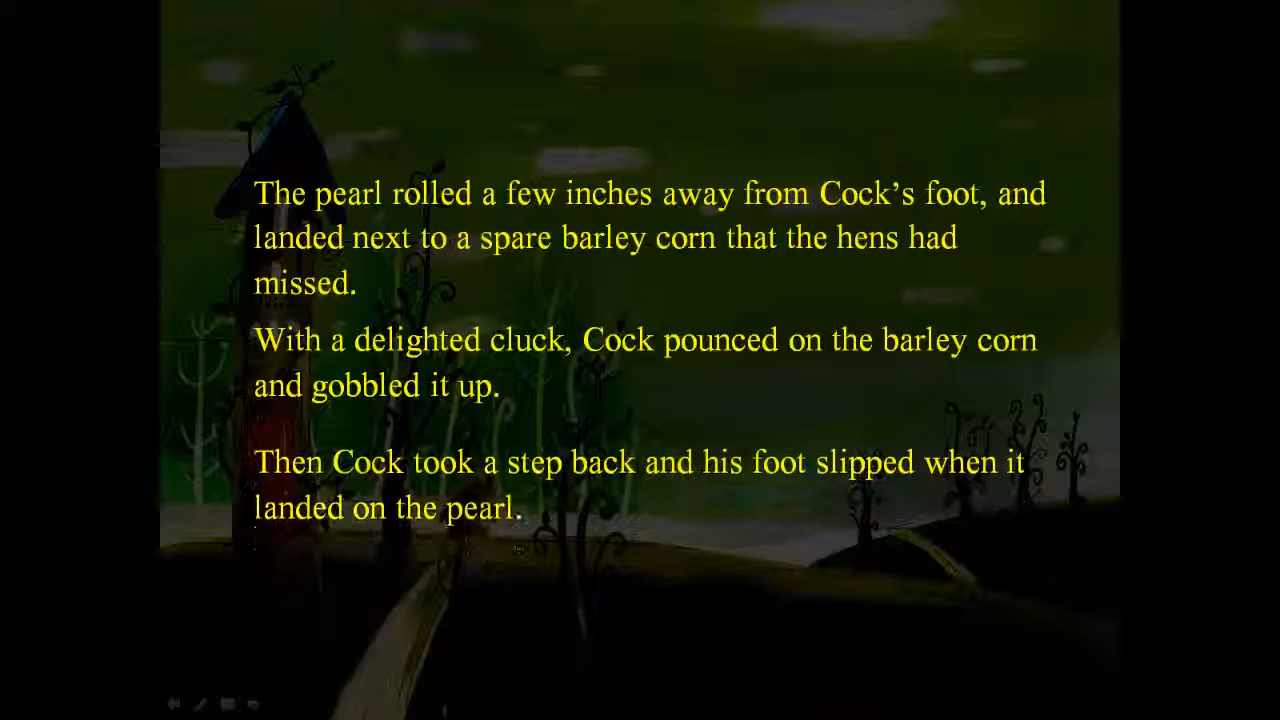 The pearl rolled a few inches away from Cock’s foot, and
landed next to a spare barley corn that the hens had
missed.
With a delighted cluck, Cock pounced on the barley corn
and gobbled it up.
Then Cock took a step back and his foot slipped when it
landed on the pearl.